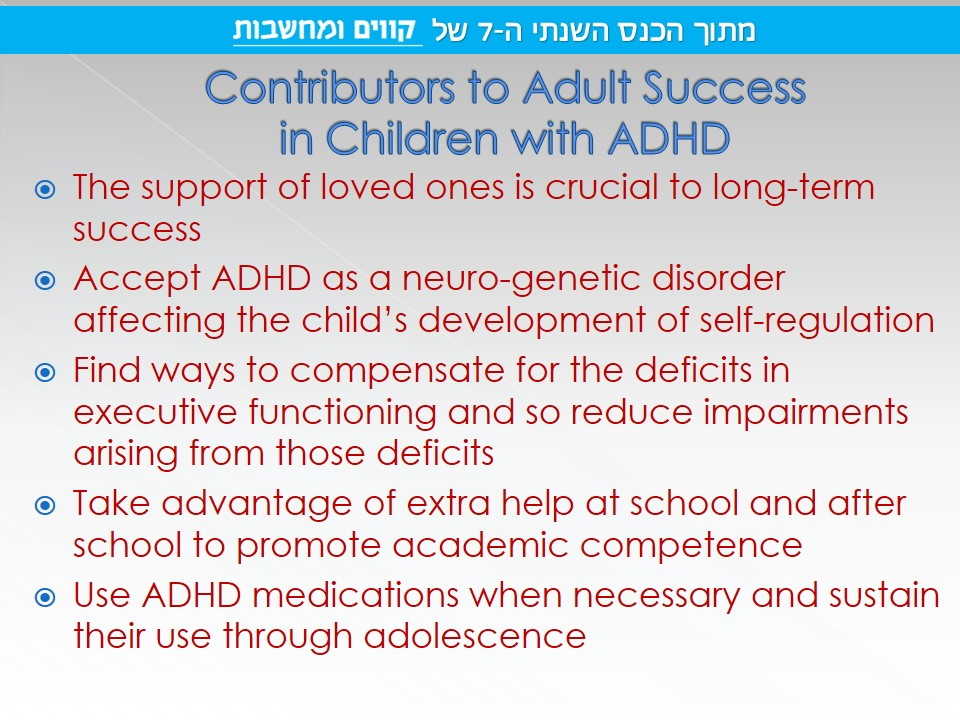 מתוך הכנס השנתי ה-7 של קווים ומחשבות
Contributors to Adult Success
in Children with ADHD
The support of loved ones is crucial to long-term
success
Accept ADHD as a neuro-genetic disorder
affecting the child's development of self-regulation
Find ways to compensate for the deficits in
executive functioning and so reduce impairments
arising from those deficits
Take advantage of extra help at school and after
school to promote academic competence
Use ADHD medications when necessary and sustain
their use through adolescence